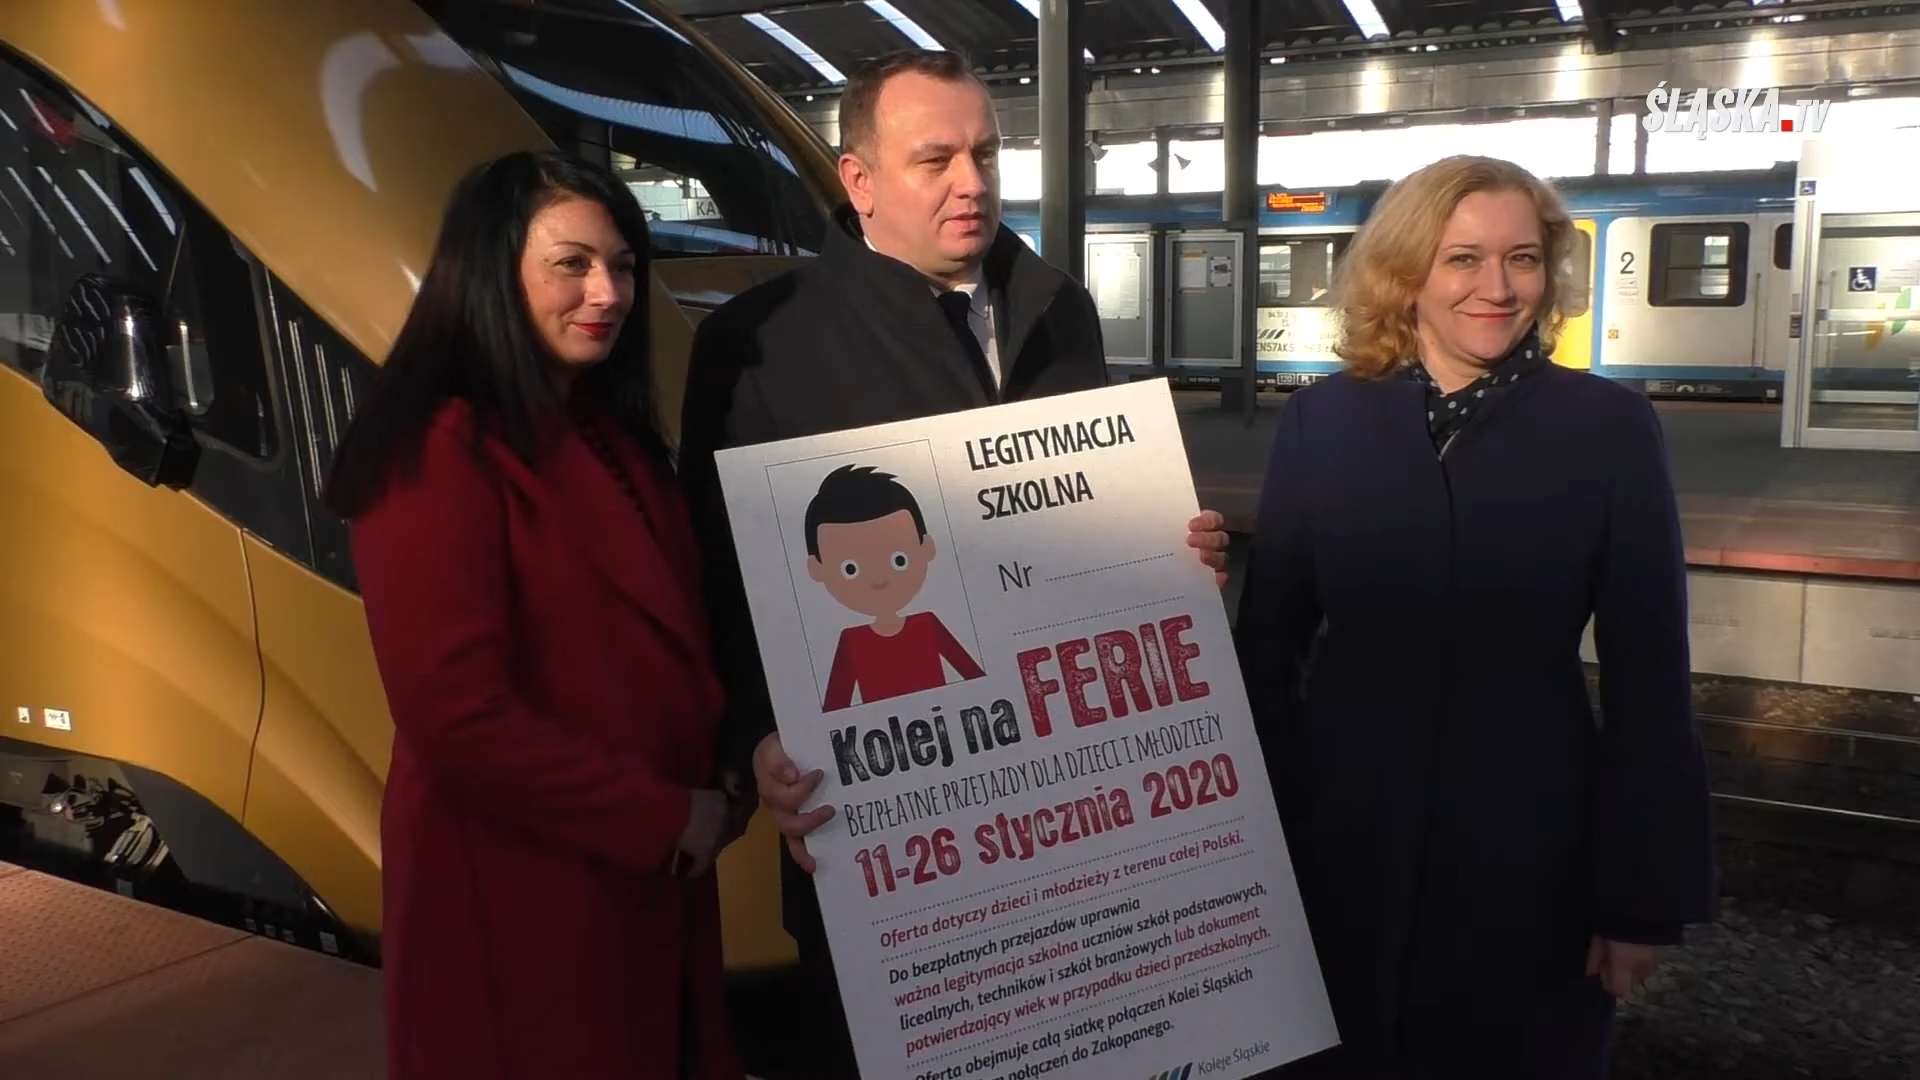 ŚLĄSKA.TV
KA
2
EN57AKŚ
LEGITYMACJA
SZKOLNA
Nr
Kolej na FERIE
BEZPŁATNE PRZEJAZDY DLA DZIECI I MŁODZIEŻY
11-26 stycznia 2020
Oferta dotyczy dzieci i młodzieży z terenu całej Polski.
Do bezpłatnych przejazdów uprawnia
ważna legitymacja szkolna uczniów szkół podstawowych,
licealnych, techników i szkół branżowych lub dokument
potwierdzający wiek w przypadku dzieci przedszkolnych.
Oferta obejmuje całą siatkę połączeń Kolei Śląskich
połączeń do Zakopanego.
Koleje Śląskie